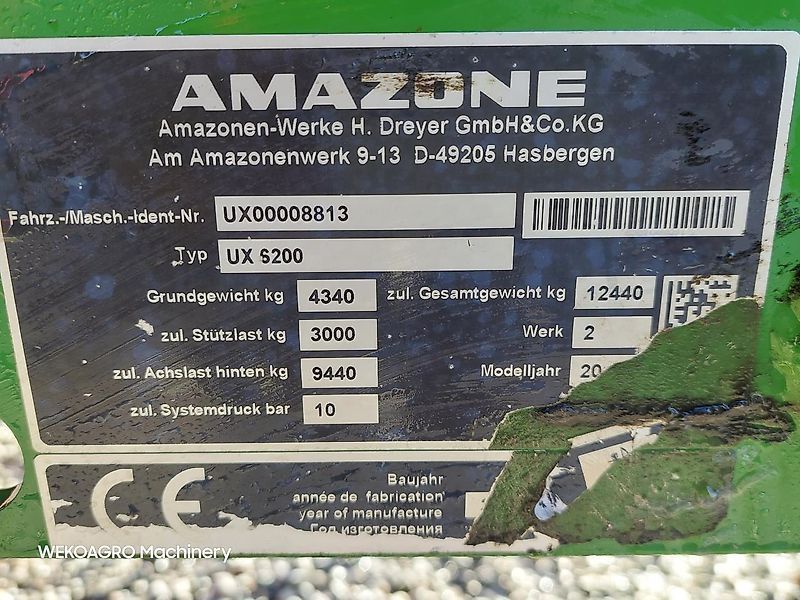 AMAZONE
Amazonen-Werke H. Dreyer GmbH&Co.KG
Am Amazonenwerk 9-13 D-49205 Hasbergen
Fahrz.-/Masch.-Ident-Nr. UX00008813
Typ UX 6200
Grundgewicht kg 4340 zul. Gesamtgewicht kg 12440
zul. Stützlast kg 3000 Werk 2
zul. Achslast hinten kg 9440 Modelljahr 20
zul. Systemdruck bar 10
CE
Baujahr
année de fabrication
year of manufacture
Год изготовления
WEKOAGRO Machinery